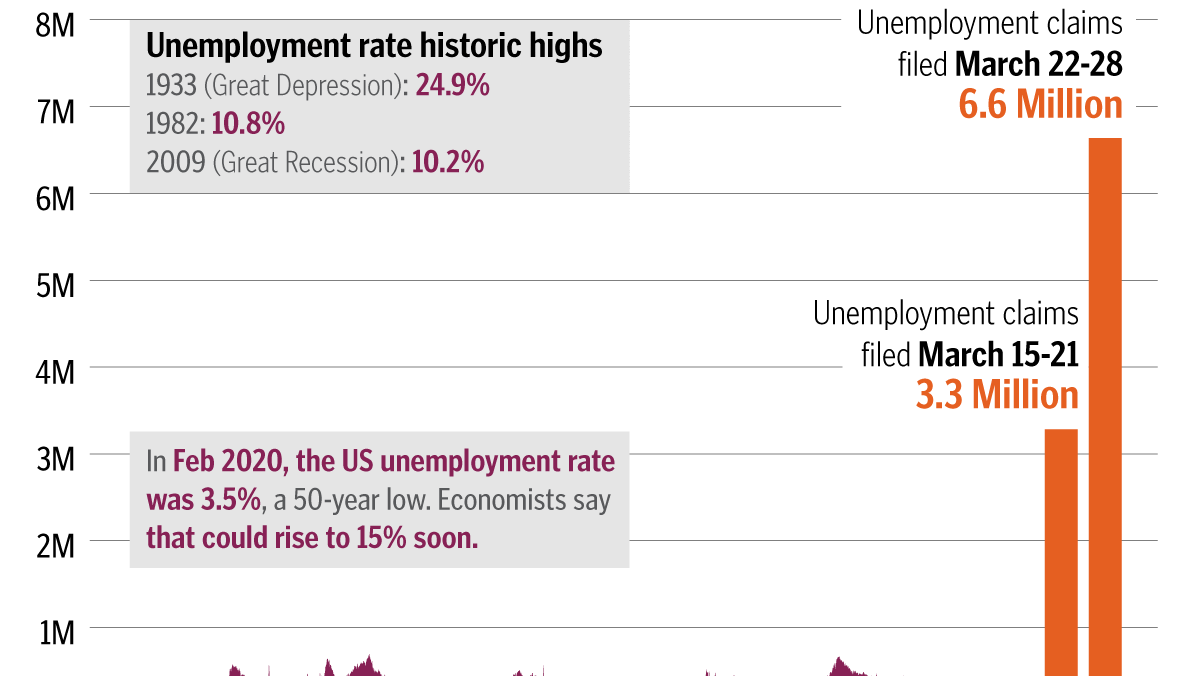 8M
7M
6M
5M
4M
3M
2M
1M
Unemployment rate historic highs
1933 (Great Depression): 24.9%
1982: 10.8%
2009 (Great Recession): 10.2%
Unemployment claims
filed March 22-28
6.6 Million
Unemployment claims
filed March 15-21
3.3 Million
In Feb 2020, the US unemployment rate
was 3.5%, a 50-year low. Economists say
that could rise to 15% soon.